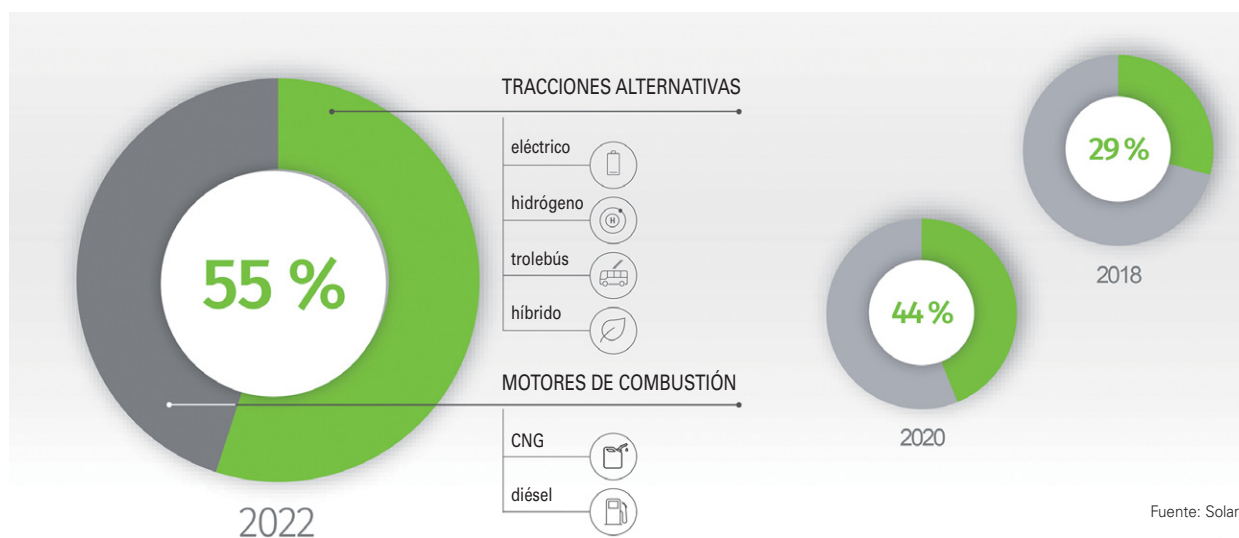 TRACCIONES ALTERNATIVAS
eléctrico
hidrógeno
H
trolebús
híbrido
MOTORES DE COMBUSTIÓN
CNG
diésel
55 %
2022
44 %
2020
29 %
2018
Fuente: Solar